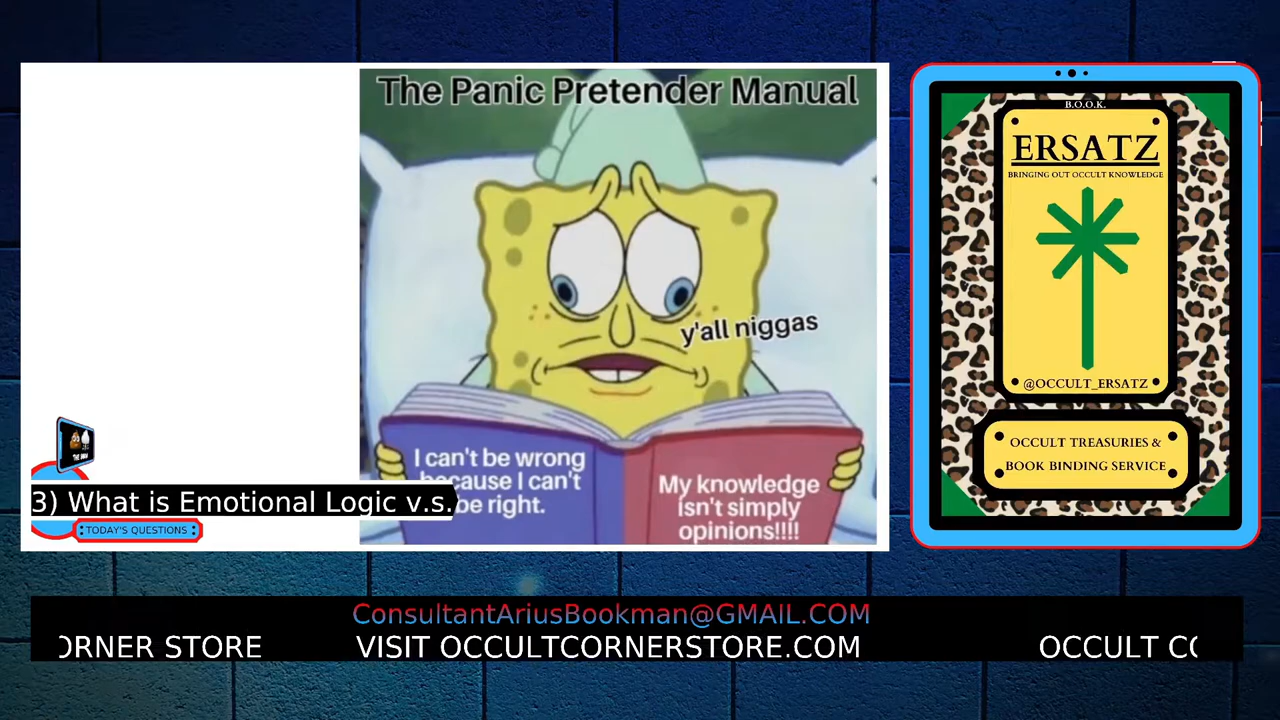 The Panic Pretender Manual
y'all niggas
I can't be wrong
because I can't
be right.
My knowledge
isn't simply
opinions!!!!
3) What is Emotional Logic v.s.
TODAY'S QUESTIONS
B.O.O.K.
ERSATZ
BRINGING OUT OCCULT KNOWLEDGE
@OCCULT_ERSATZ
OCCULT TREASURIES &
BOOK BINDING SERVICE
ConsultantAriusBookman@GMAIL.COM
ORNER STORE VISIT OCCULTCORNERSTORE.COM OCCULT CO